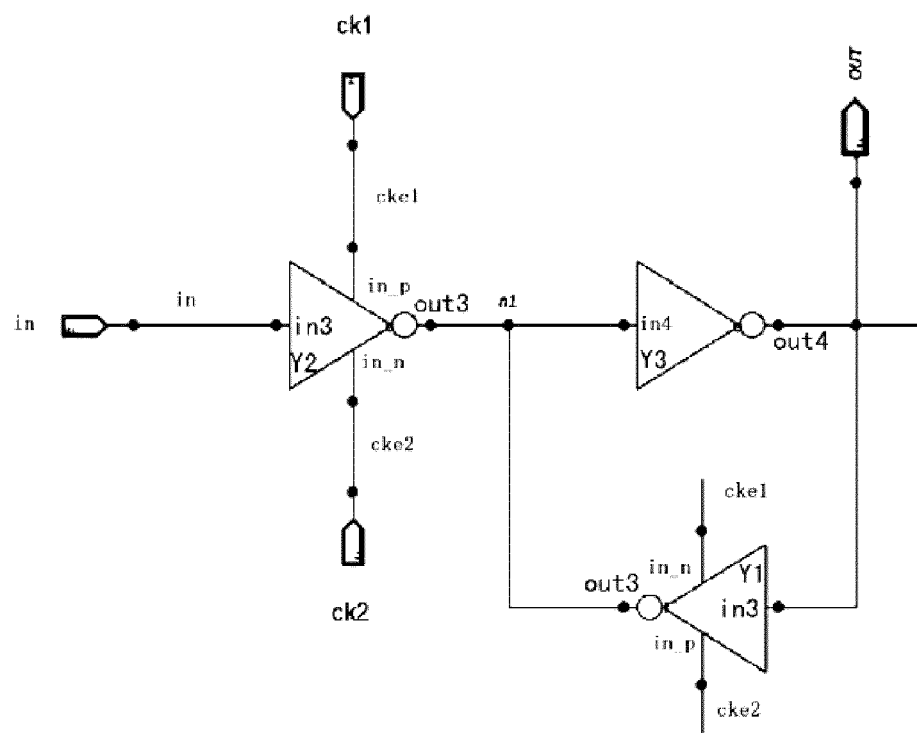 ck1
OUT
cke1
in_p
out3
n1
in
in
in3
in4
Y2
Y3
out4
in_n
cke2
cke1
ck2
in_n
Y1
out3
in3
in_p
cke2